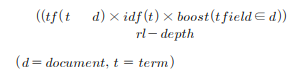 ((tf(t d) × idf(t) × boost(tfield ∈ d))
rl − depth
(d = document, t = term)